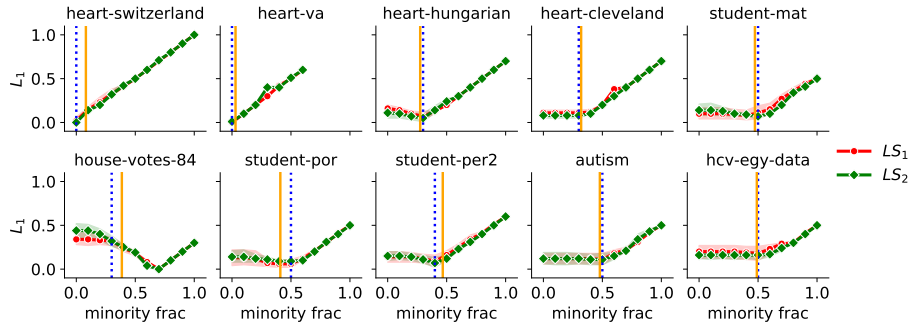 heart-switzerland heart-va heart-hungarian heart-cleveland student-mat
1.0
0.5
0.0
L1
house-votes-84 student-por student-per2 autism hcv-egy-data
1.0
0.5
0.0
L1
LS1
LS2
0.0 0.5 1.0 0.0 0.5 1.0 0.0 0.5 1.0 0.0 0.5 1.0 0.0 0.5 1.0
minority frac minority frac minority frac minority frac minority frac